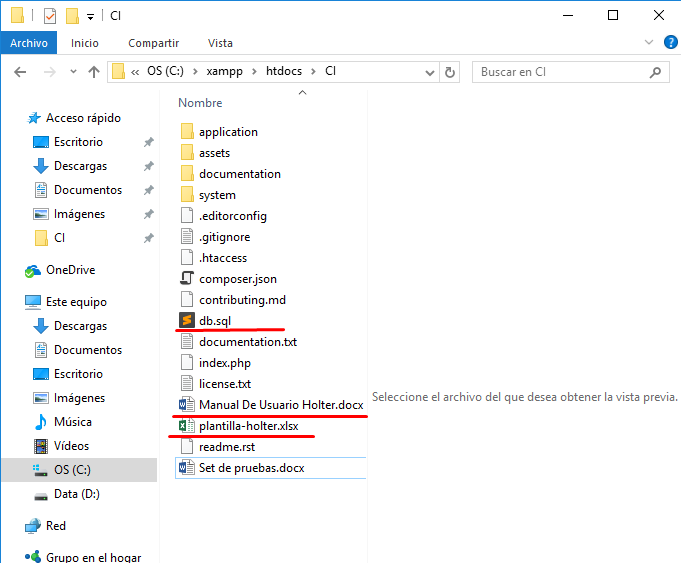 CI
Archivo Inicio Compartir Vista
« OS (C:) > xampp > htdocs > CI
Buscar en CI
Acceso rápido
Escritorio
Descargas
Documentos
Imágenes
CI
OneDrive
Este equipo
Descargas
Documentos
Escritorio
Imágenes
Música
Vídeos
OS (C:)
Data (D:)
Red
Grupo en el hogar
Nombre
application
assets
documentation
system
.editorconfig
.gitignore
.htaccess
composer.json
contributing.md
db.sql
documentation.txt
index.php
license.txt
Manual De Usuario Holter.docx
plantilla-holter.xlsx
readme.rst
Set de pruebas.docx
Seleccione el archivo del que desea obtener la vista previa.